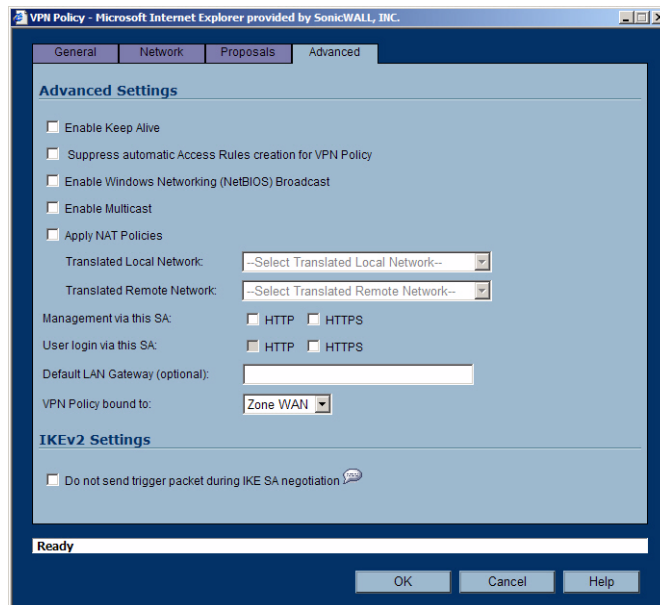 VPN Policy - Microsoft Internet Explorer provided by SonicWALL, INC.
General Network Proposals Advanced
Advanced Settings
Enable Keep Alive
Suppress automatic Access Rules creation for VPN Policy
Enable Windows Networking (NetBIOS) Broadcast
Enable Multicast
Apply NAT Policies
Translated Local Network: --Select Translated Local Network--
Translated Remote Network: --Select Translated Remote Network--
Management via this SA: HTTP HTTPS
User login via this SA: HTTP HTTPS
Default LAN Gateway (optional):
VPN Policy bound to: Zone WAN
IKEv2 Settings
Do not send trigger packet during IKE SA negotiation
Ready
OK Cancel Help